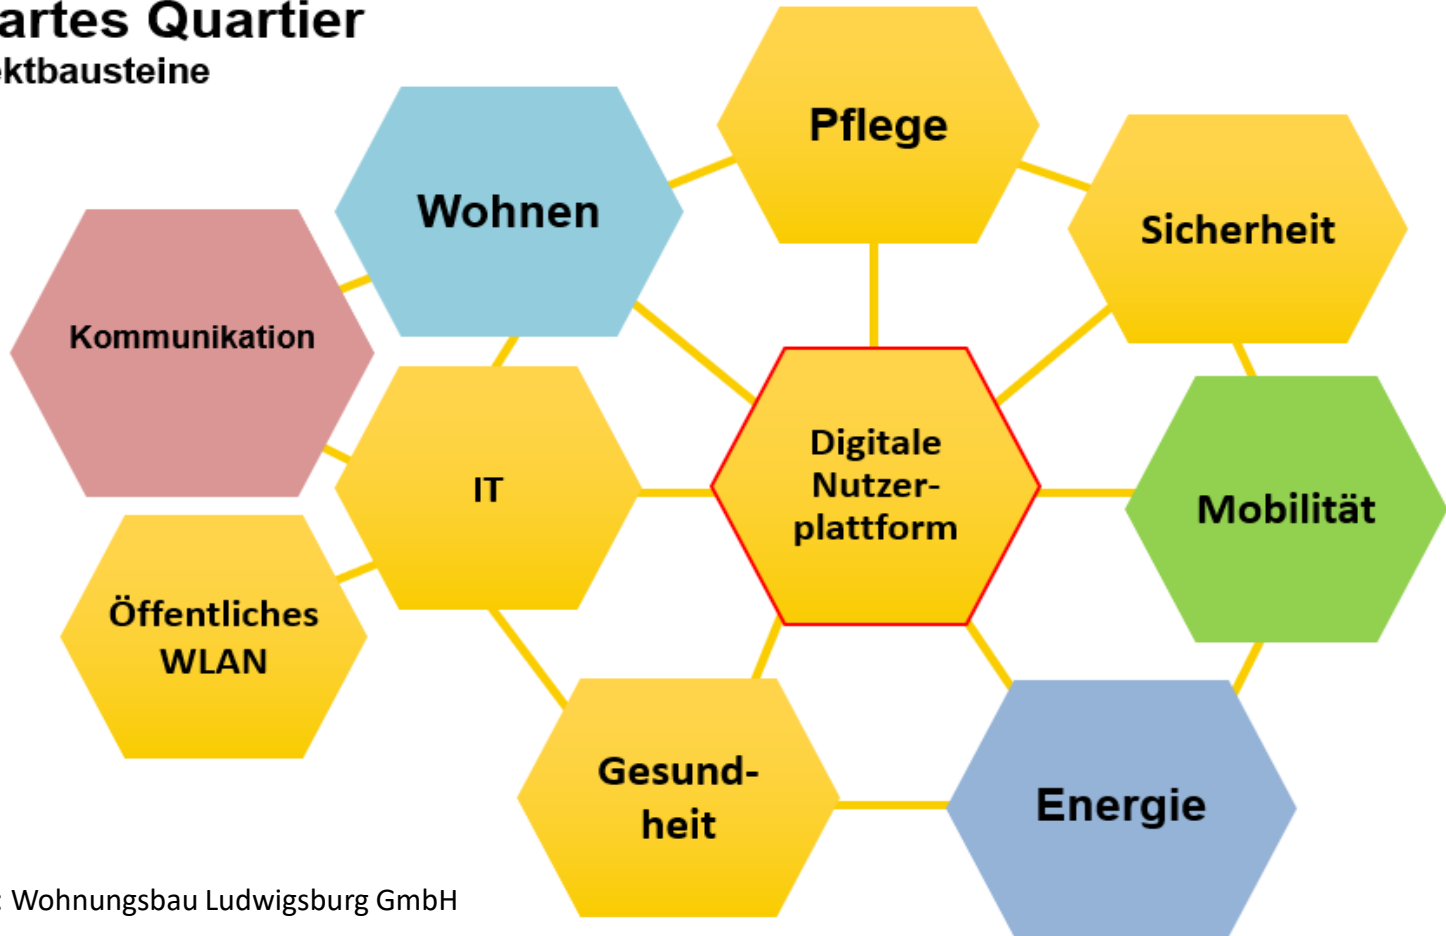 artes Quartier
ektbausteine
Pflege
Wohnen
Sicherheit
Kommunikation
Digitale
Nutzer-
plattform
IT
Mobilität
Öffentliches
WLAN
Gesund-
heit
Energie
: Wohnungsbau Ludwigsburg GmbH